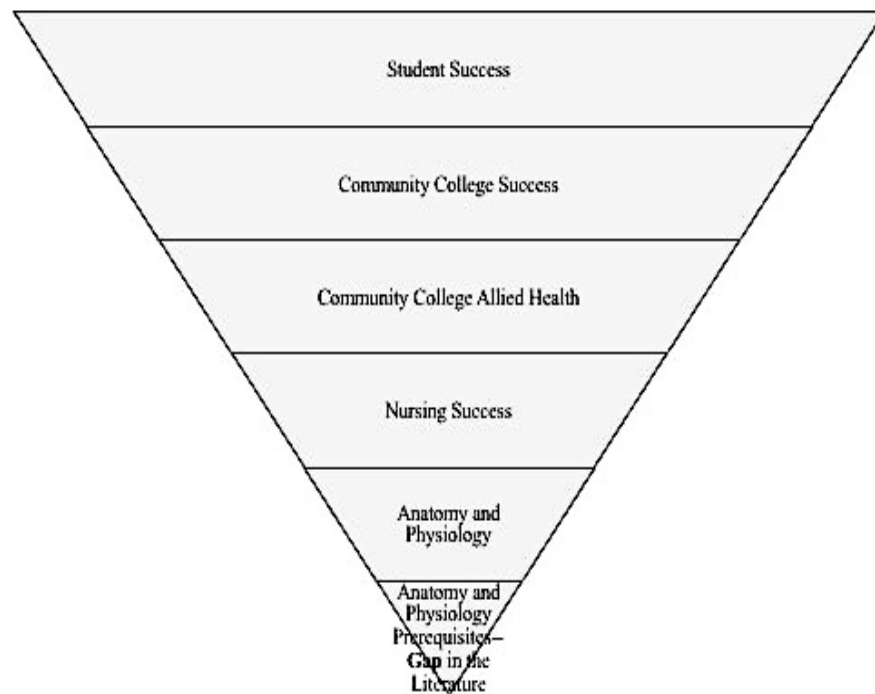 Student Success
Community College Success
Community College Allied Health
Nursing Success
Anatomy and
Physiology
Anatomy and
Physiology
Prerequisites–
Gap in the
Literature